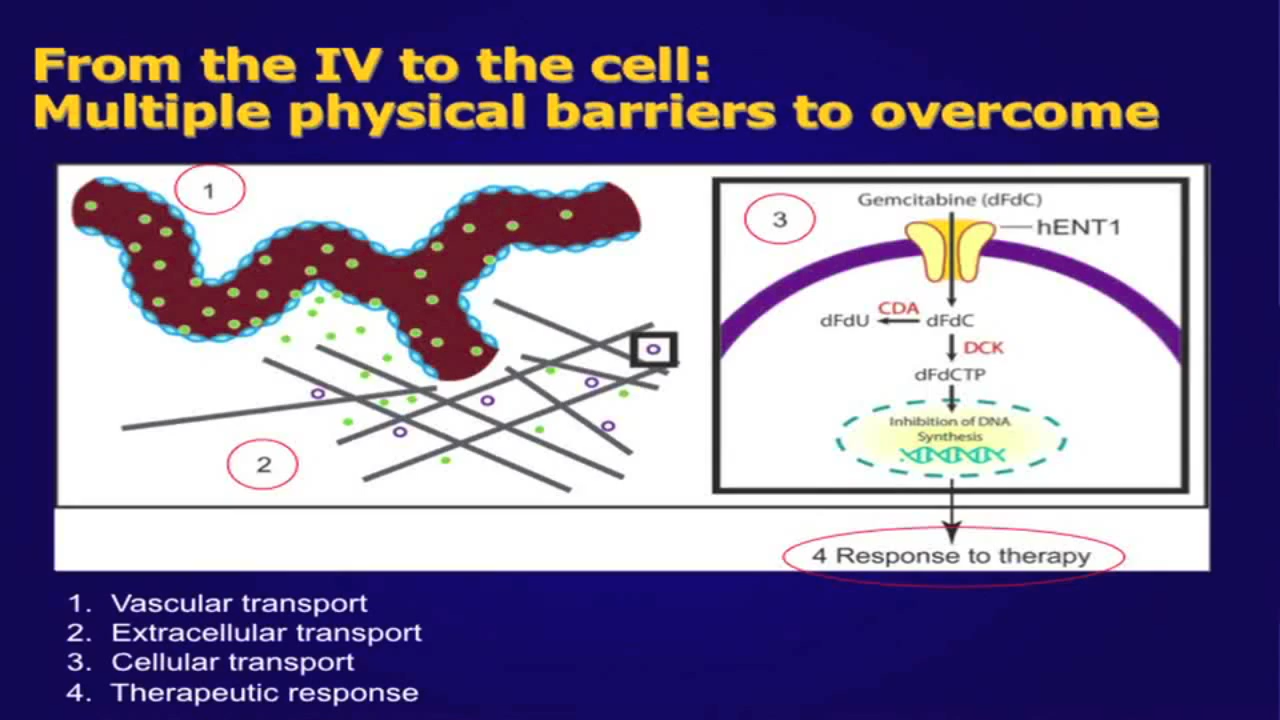 From the IV to the cell:
Multiple physical barriers to overcome
1
2
3
Gemcitabine (dFdC)
hENT1
CDA
dFdU
dFdC
DCK
dFdCTP
Inhibition of DNA
Synthesis
4 Response to therapy
1. Vascular transport
2. Extracellular transport
3. Cellular transport
4. Therapeutic response